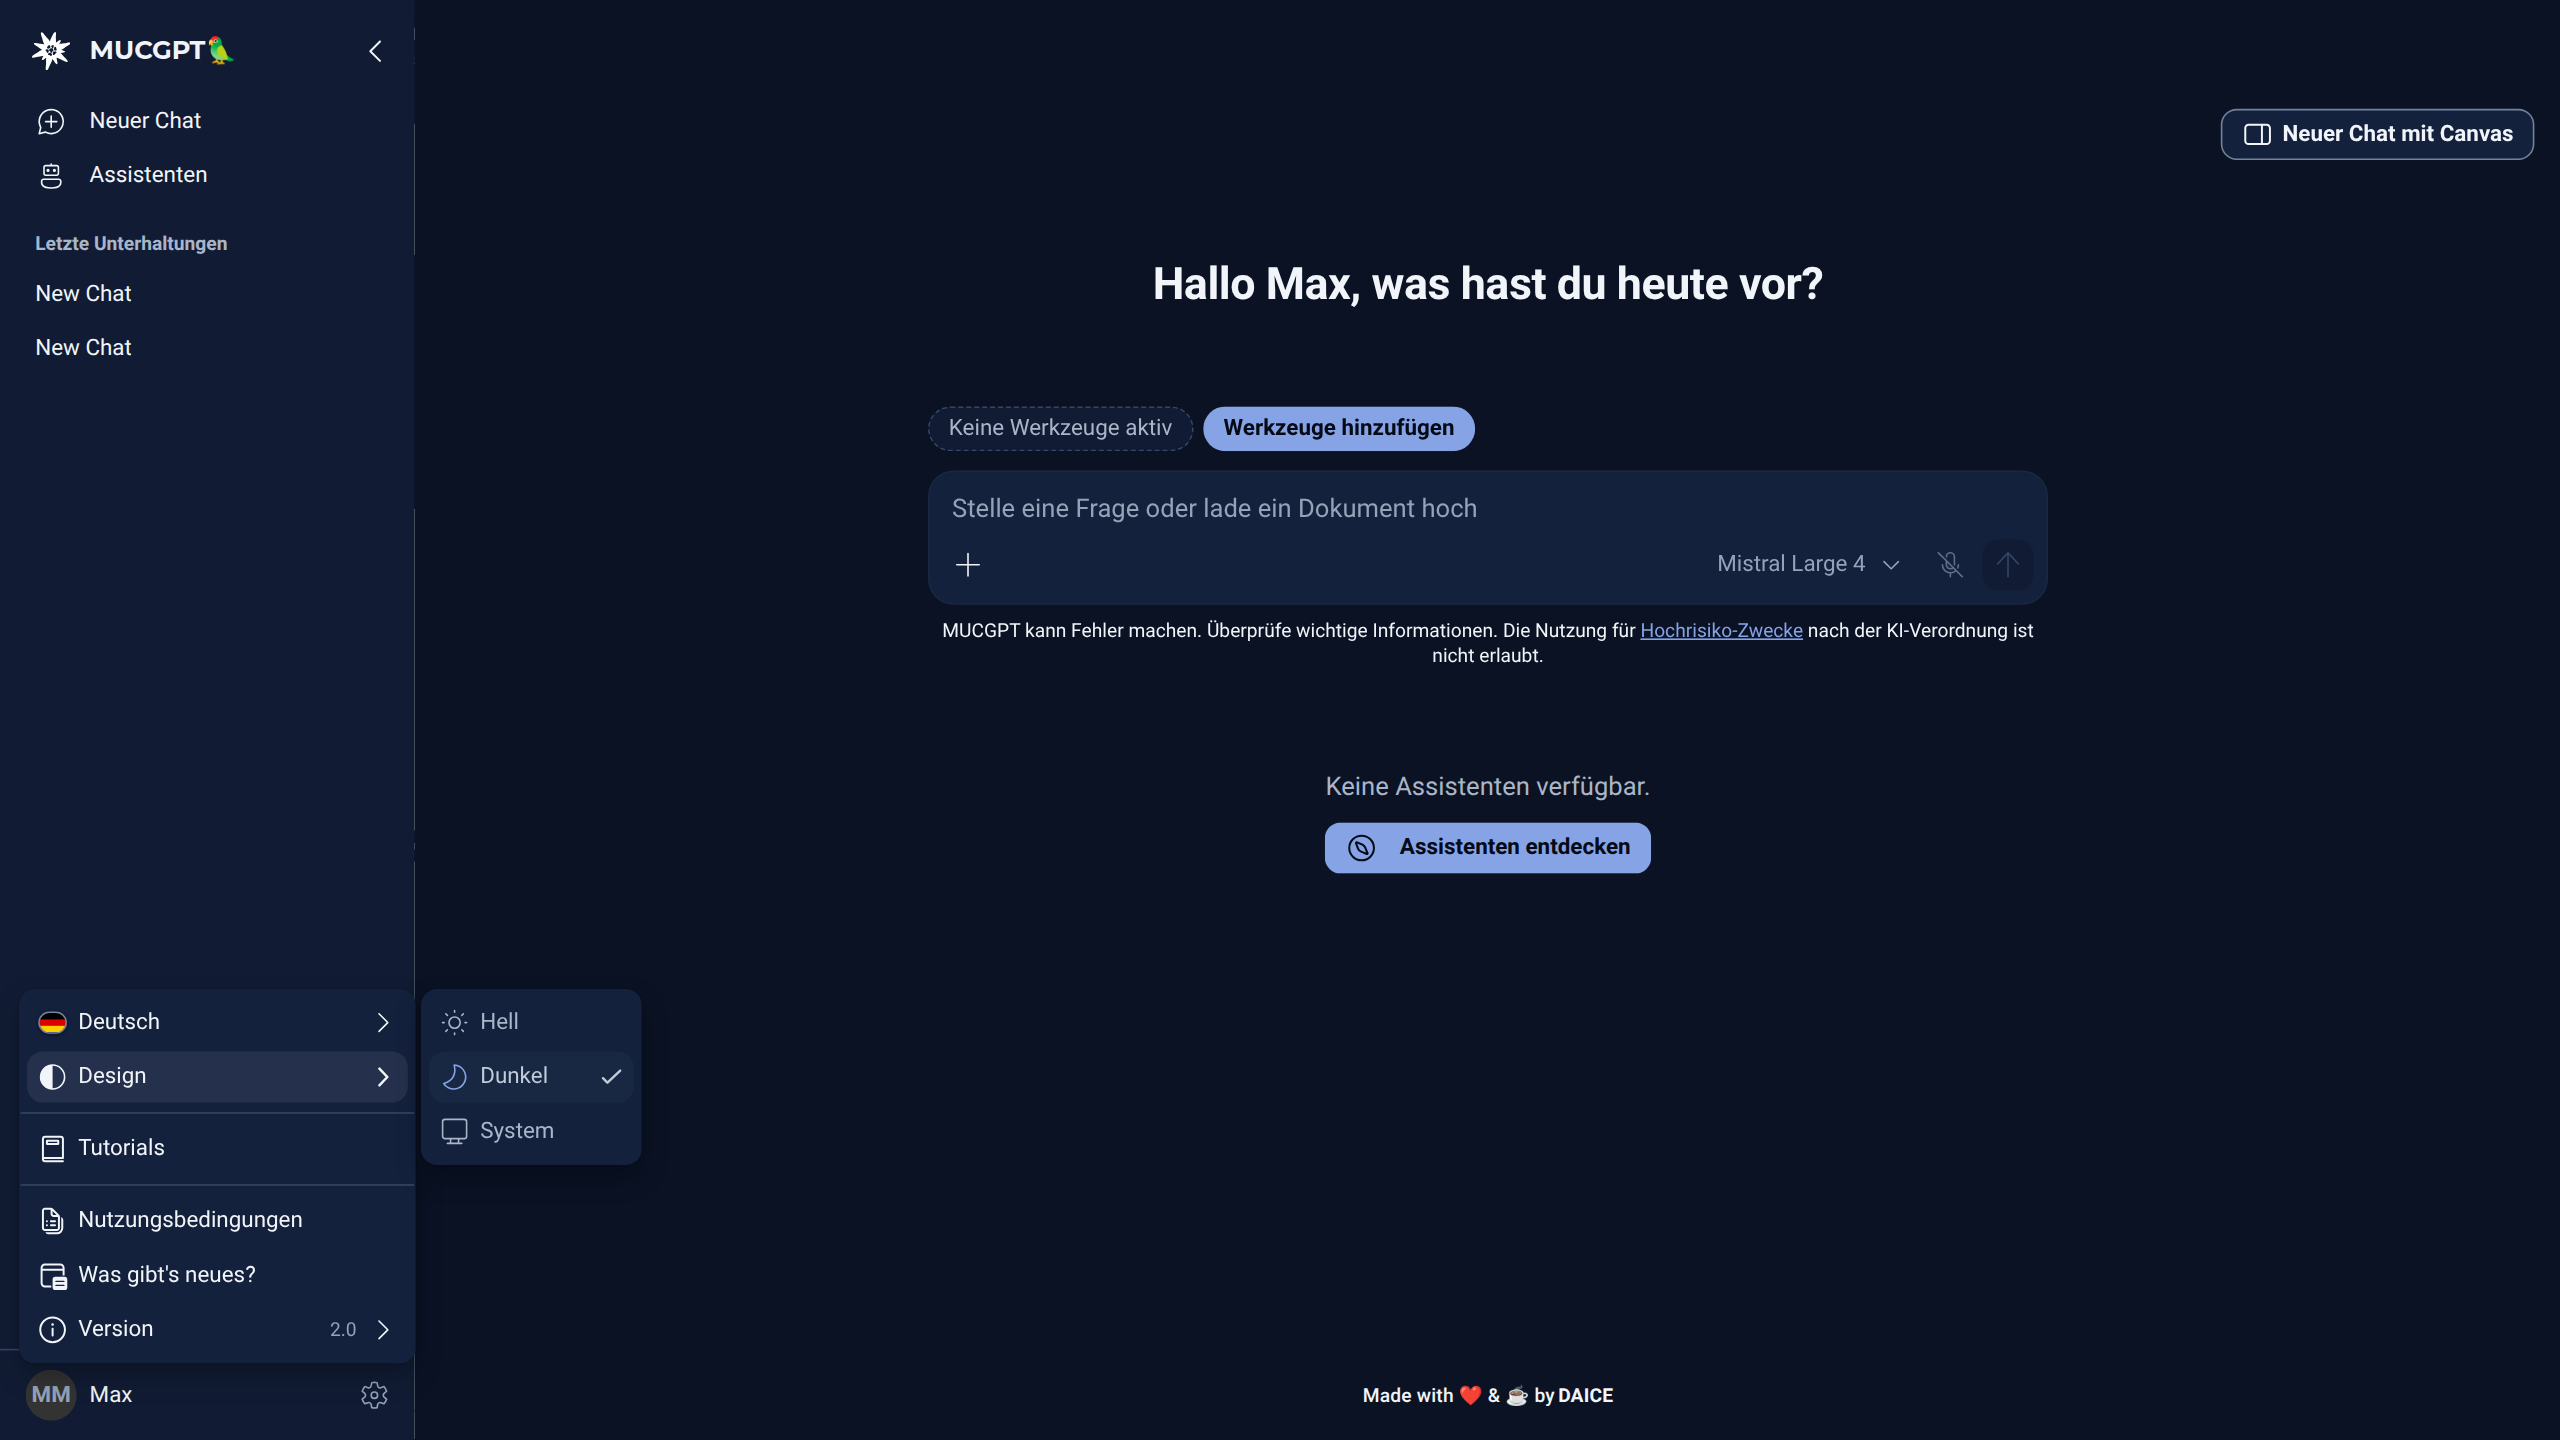 MUCGPT
Neuer Chat
Assistenten
Letzte Unterhaltungen
New Chat
New Chat
Neuer Chat mit Canvas
Hallo Max, was hast du heute vor?
Keine Werkzeuge aktiv
Werkzeuge hinzufügen
Stelle eine Frage oder lade ein Dokument hoch
Mistral Large 4
MUCGPT kann Fehler machen. Überprüfe wichtige Informationen. Die Nutzung für Hochrisiko-Zwecke nach der KI-Verordnung ist
nicht erlaubt.
Keine Assistenten verfügbar.
Assistenten entdecken
Deutsch
Design
Tutorials
Nutzungsbedingungen
Was gibt's neues?
Version 2.0
Hell
Dunkel
System
MM Max
Made with ❤️ & ☕ by DAICE